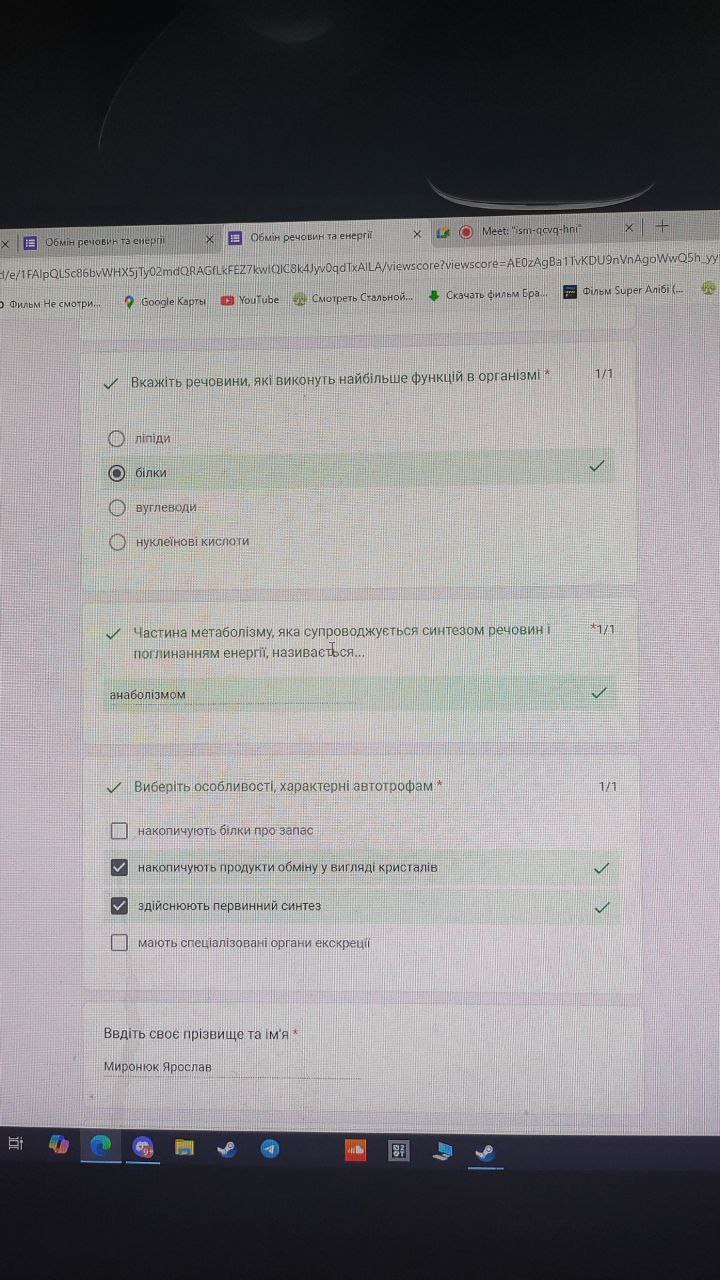 Обмін речовин та енергії
Обмін речовин та енергії
Meet: "ism-qcvq-hni"
d/e/1FAIpQLSc86bvWHX5jTy02mdQRAGfLkFEZ7kwIQIC8k4Jyv0qdTxAILA/viewscore?viewscore=AE0zAgBa1TvKDU9nVnAgoWwQ5h_yy
Фильм Не смотри... Google Карты YouTube Смотреть Стальной... Скачать фильм Бра... Фільм Super Алібі (...
Вкажіть речовини, які виконуть найбільше функцій в організмі * 1/1
ліпіди
білки
вуглеводи
нуклеїнові кислоти
Частина метаболізму, яка супроводжується синтезом речовин і *1/1
поглинанням енергії, називається...
анаболізмом
Виберіть особливості, характерні автотрофам * 1/1
накопичують білки про запас
накопичують продукти обміну у вигляді кристалів
здійснюють первинний синтез
мають спеціалізовані органи екскреції
Ввдіть своє прізвище та ім'я *
Миронюк Ярослав
9+